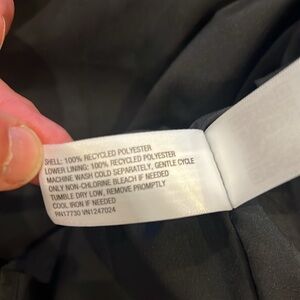 SHELL: 100% RECYCLED POLYESTER
LOWER LINING: 100% RECYCLED POLYESTER
MACHINE WASH COLD SEPARATELY, GENTLE CYCLE
ONLY NON-CHLORINE BLEACH IF NEEDED
TUMBLE DRY LOW, REMOVE PROMPTLY
COOL IRON IF NEEDED
RN17730 VN1247024